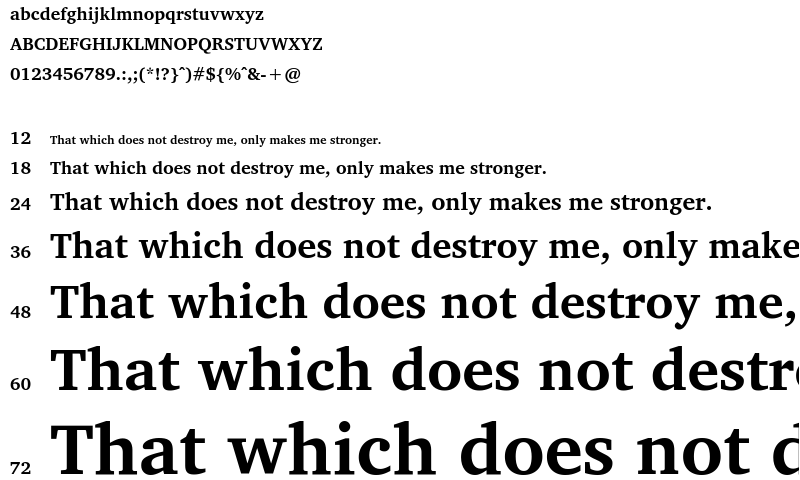 abcdefghijklmnopqrstuvwxyz
ABCDEFGHIJKLMNOPQRSTUVWXYZ
0123456789.:,;(*!?}ˆ)#${%ˆ&-+@
12 That which does not destroy me, only makes me stronger.
18 That which does not destroy me, only makes me stronger.
24 That which does not destroy me, only makes me stronger.
36 That which does not destroy me, only make
48 That which does not destroy me,
60 That which does not destr
72 That which does not d